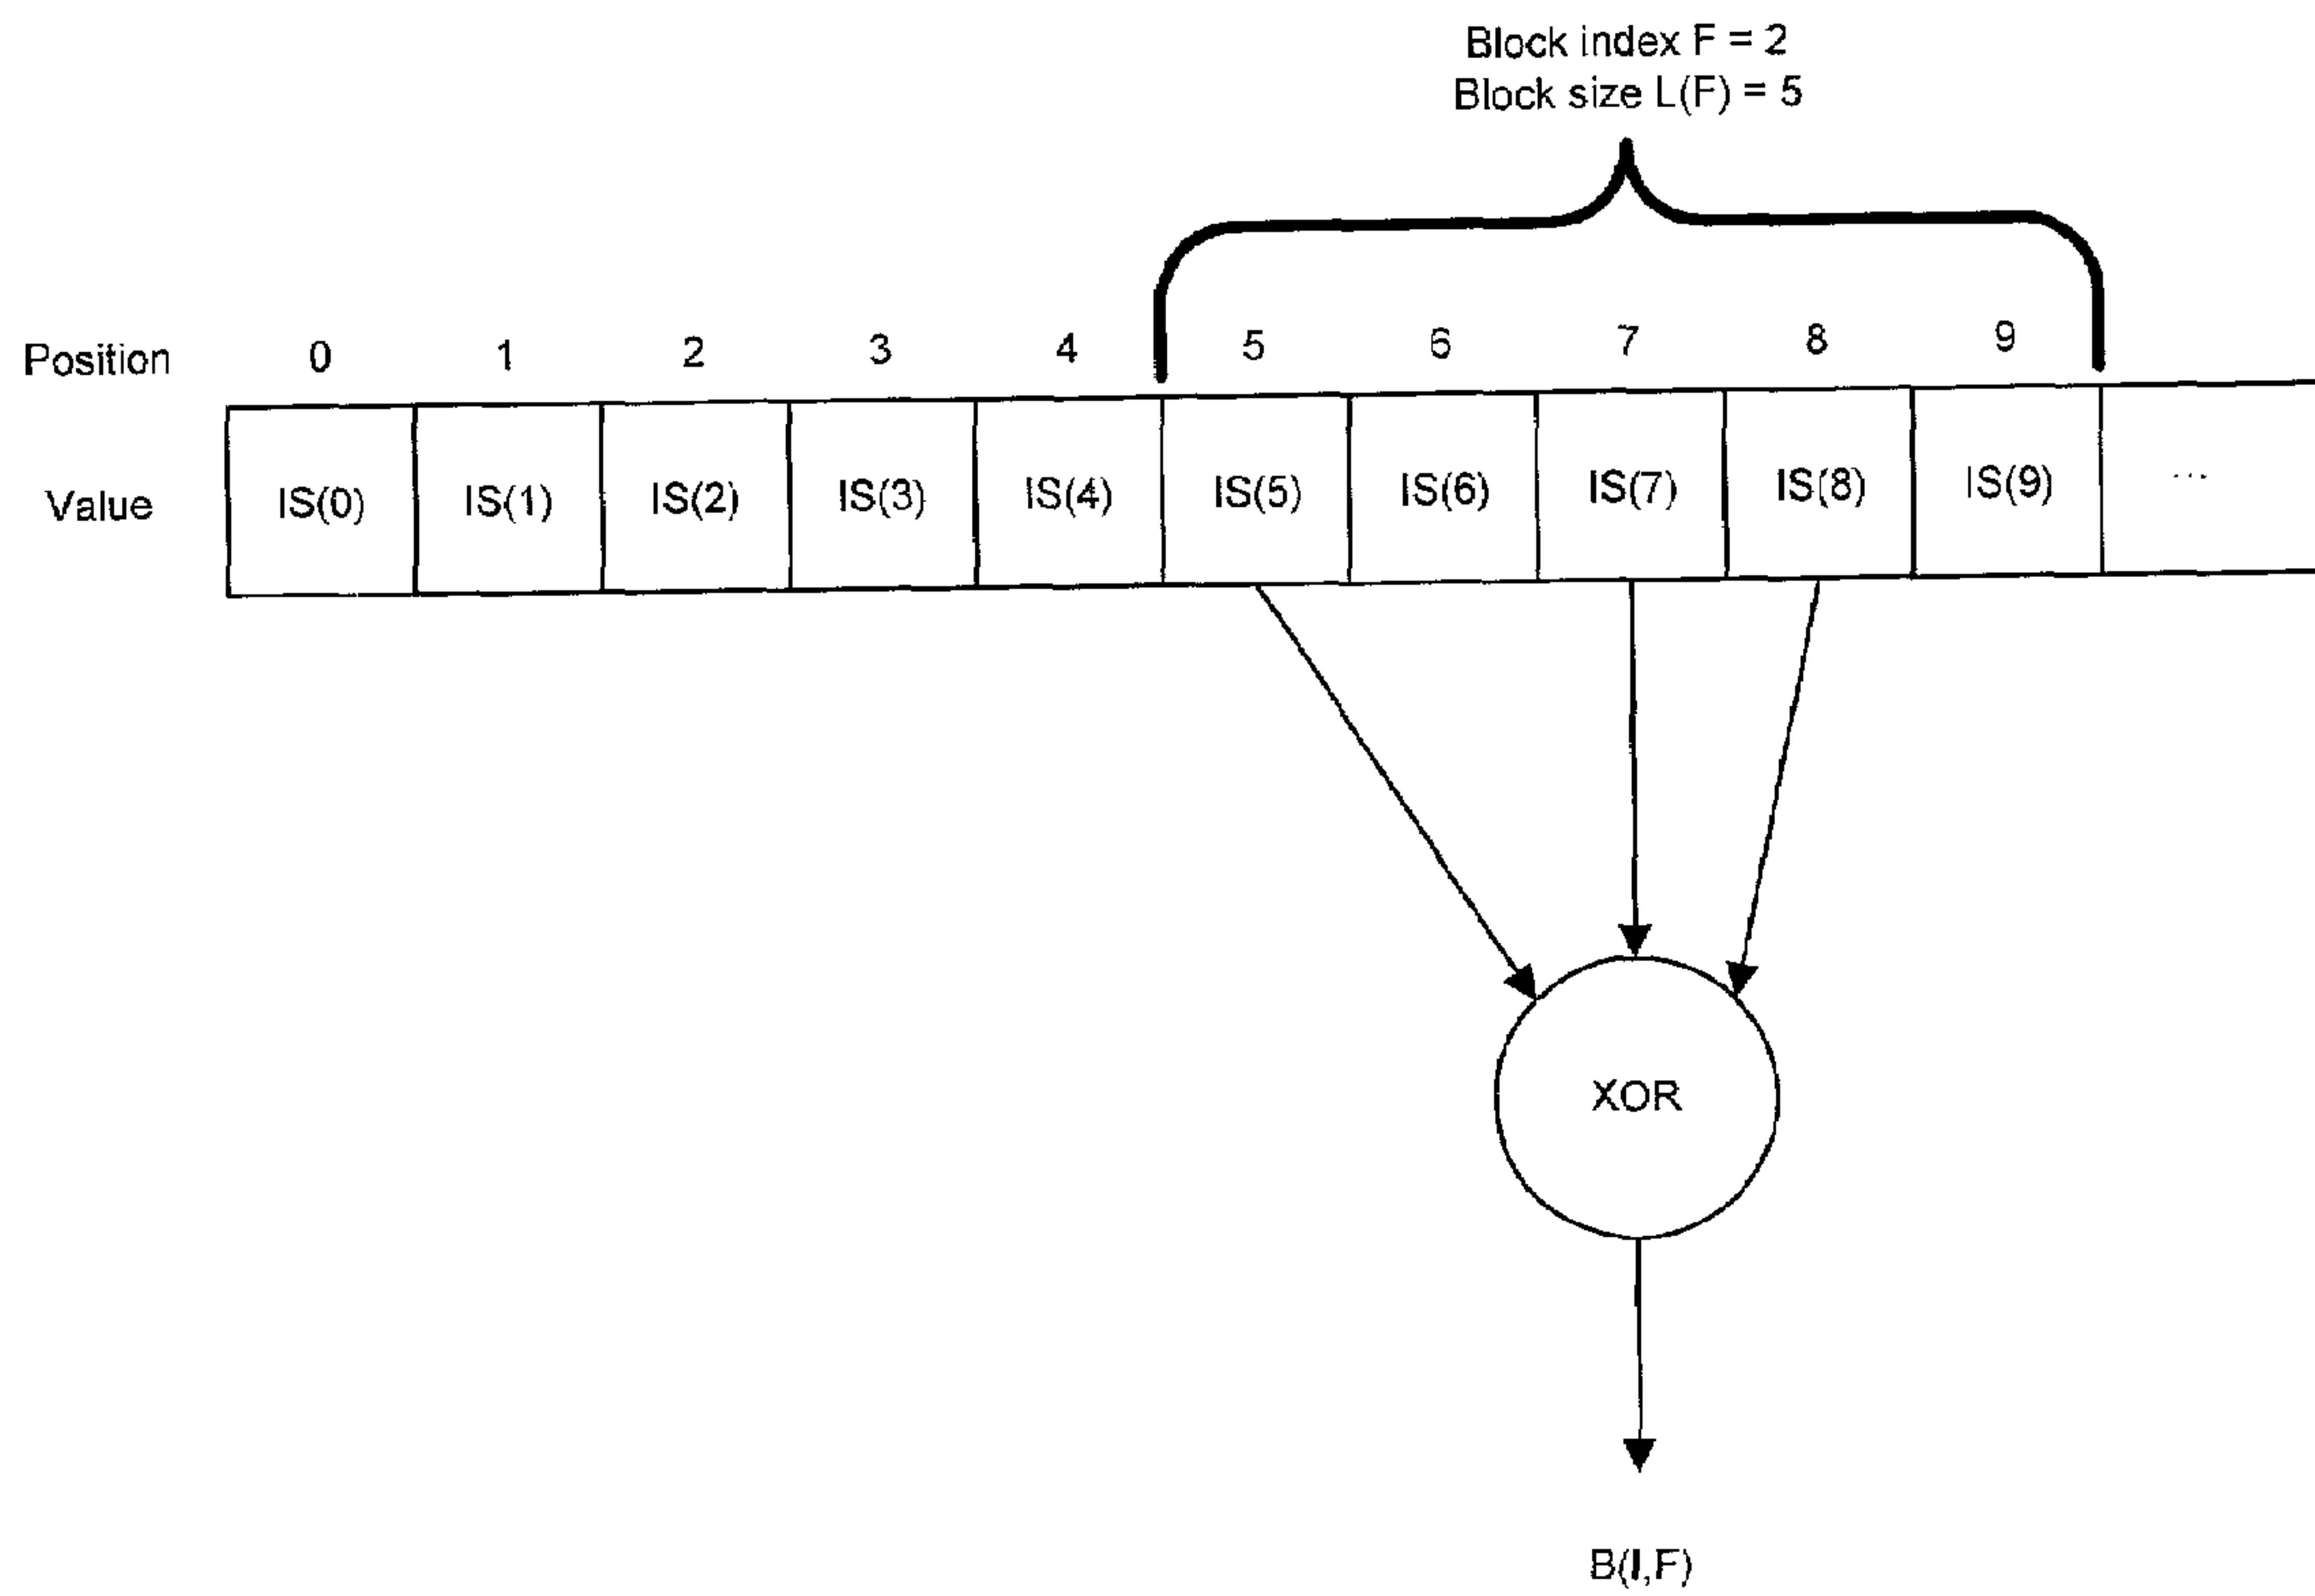 Block index F = 2
Block size L(F) = 5
Position 0 1 2 3 4 5 6 7 8 9
Value IS(0) IS(1) IS(2) IS(3) IS(4) IS(5) IS(6) IS(7) IS(8) IS(9) ...
XOR
B(I,F)